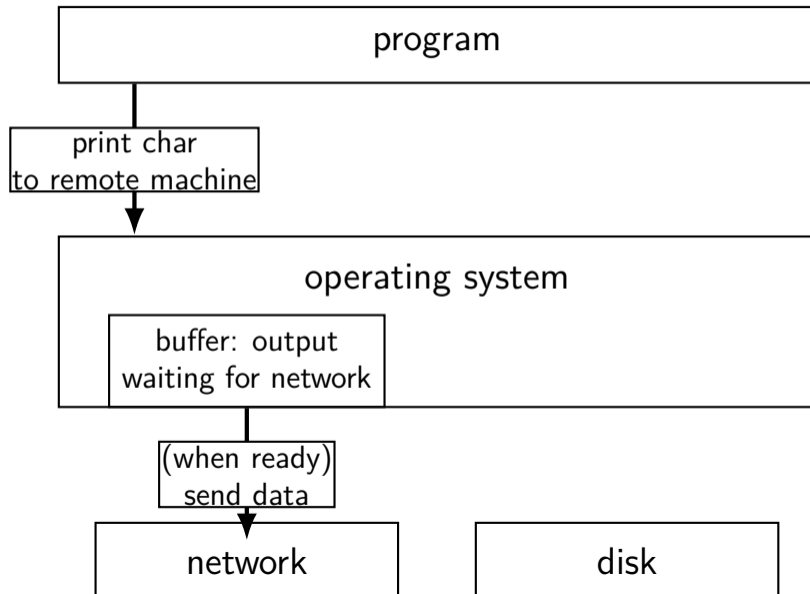 program
print char
to remote machine
operating system
buffer: output
waiting for network
(when ready)
send data
network
disk